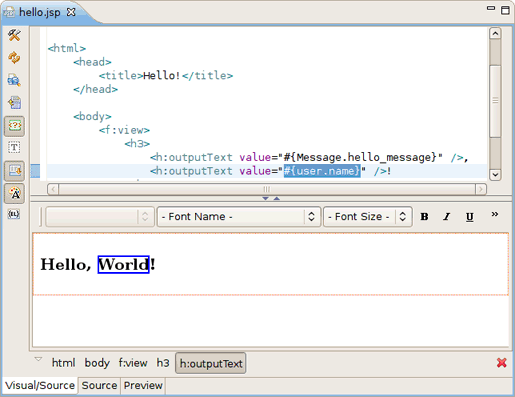 hello.jsp
<html>
<head>
<title>Hello!</title>
</head>
<body>
<f:view>
<h3>
<h:outputText value="#{Message.hello_message}" />,
<h:outputText value="#{user.name}" />!
- Font Name - - Font Size - B I U »
Hello, World!
html body f:view h3 h:outputText
Visual/Source Source Preview